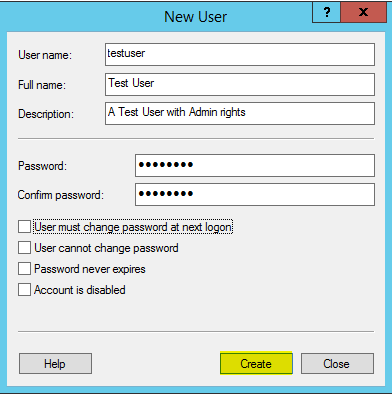 New User
?
x
User name: testuser
Full name: Test User
Description: A Test User with Admin rights
Password: ●●●●●●●●
Confirm password: ●●●●●●●●
User must change password at next logon
User cannot change password
Password never expires
Account is disabled
Help
Create
Close